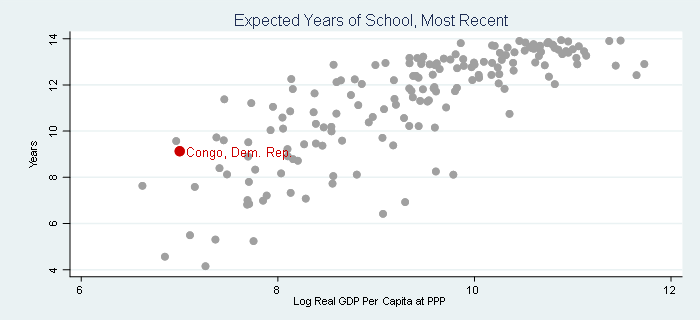 Expected Years of School, Most Recent
Years
14
12
10
8
6
4
Congo, Dem. Rep.
6
8
10
12
Log Real GDP Per Capita at PPP